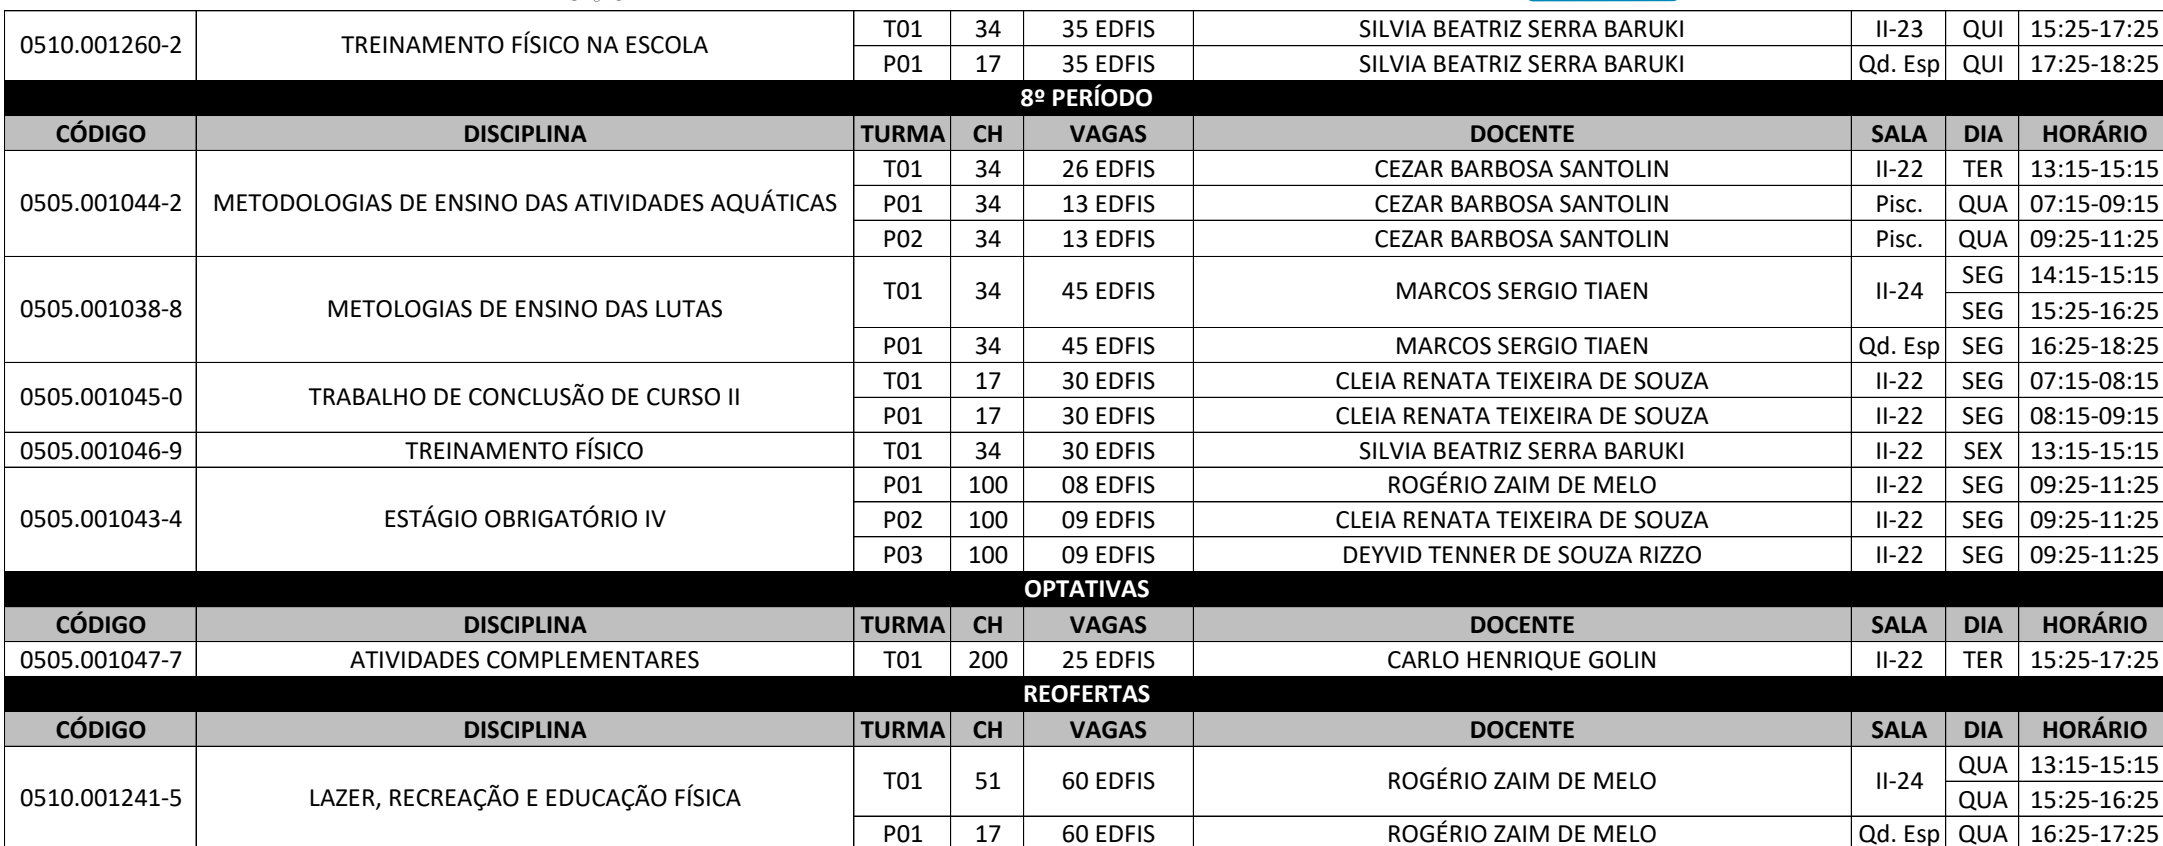 0510.001260-2 TREINAMENTO FÍSICO NA ESCOLA T01 34 35 EDFIS SILVIA BEATRIZ SERRA BARUKI II-23 QUI 15:25-17:25
P01 17 35 EDFIS SILVIA BEATRIZ SERRA BARUKI Qd. Esp QUI 17:25-18:25
8º PERÍODO
CÓDIGO DISCIPLINA TURMA CH VAGAS DOCENTE SALA DIA HORÁRIO
0505.001044-2 METODOLOGIAS DE ENSINO DAS ATIVIDADES AQUÁTICAS T01 34 26 EDFIS CEZAR BARBOSA SANTOLIN II-22 TER 13:15-15:15
P01 34 13 EDFIS CEZAR BARBOSA SANTOLIN Pisc. QUA 07:15-09:15
P02 34 13 EDFIS CEZAR BARBOSA SANTOLIN Pisc. QUA 09:25-11:25
0505.001038-8 METOLOGIAS DE ENSINO DAS LUTAS T01 34 45 EDFIS MARCOS SERGIO TIAEN II-24 SEG 14:15-15:15
SEG 15:25-16:25
P01 34 45 EDFIS MARCOS SERGIO TIAEN Qd. Esp SEG 16:25-18:25
0505.001045-0 TRABALHO DE CONCLUSÃO DE CURSO II T01 17 30 EDFIS CLEIA RENATA TEIXEIRA DE SOUZA II-22 SEG 07:15-08:15
P01 17 30 EDFIS CLEIA RENATA TEIXEIRA DE SOUZA II-22 SEG 08:15-09:15
0505.001046-9 TREINAMENTO FÍSICO T01 34 30 EDFIS SILVIA BEATRIZ SERRA BARUKI II-22 SEX 13:15-15:15
0505.001043-4 ESTÁGIO OBRIGATÓRIO IV P01 100 08 EDFIS ROGÉRIO ZAIM DE MELO II-22 SEG 09:25-11:25
P02 100 09 EDFIS CLEIA RENATA TEIXEIRA DE SOUZA II-22 SEG 09:25-11:25
P03 100 09 EDFIS DEYVID TENNER DE SOUZA RIZZO II-22 SEG 09:25-11:25
OPTATIVAS
CÓDIGO DISCIPLINA TURMA CH VAGAS DOCENTE SALA DIA HORÁRIO
0505.001047-7 ATIVIDADES COMPLEMENTARES T01 200 25 EDFIS CARLO HENRIQUE GOLIN II-22 TER 15:25-17:25
REOFERTAS
CÓDIGO DISCIPLINA TURMA CH VAGAS DOCENTE SALA DIA HORÁRIO
0510.001241-5 LAZER, RECREAÇÃO E EDUCAÇÃO FÍSICA T01 51 60 EDFIS ROGÉRIO ZAIM DE MELO II-24 QUA 13:15-15:15
QUA 15:25-16:25
P01 17 60 EDFIS ROGÉRIO ZAIM DE MELO Qd. Esp QUA 16:25-17:25